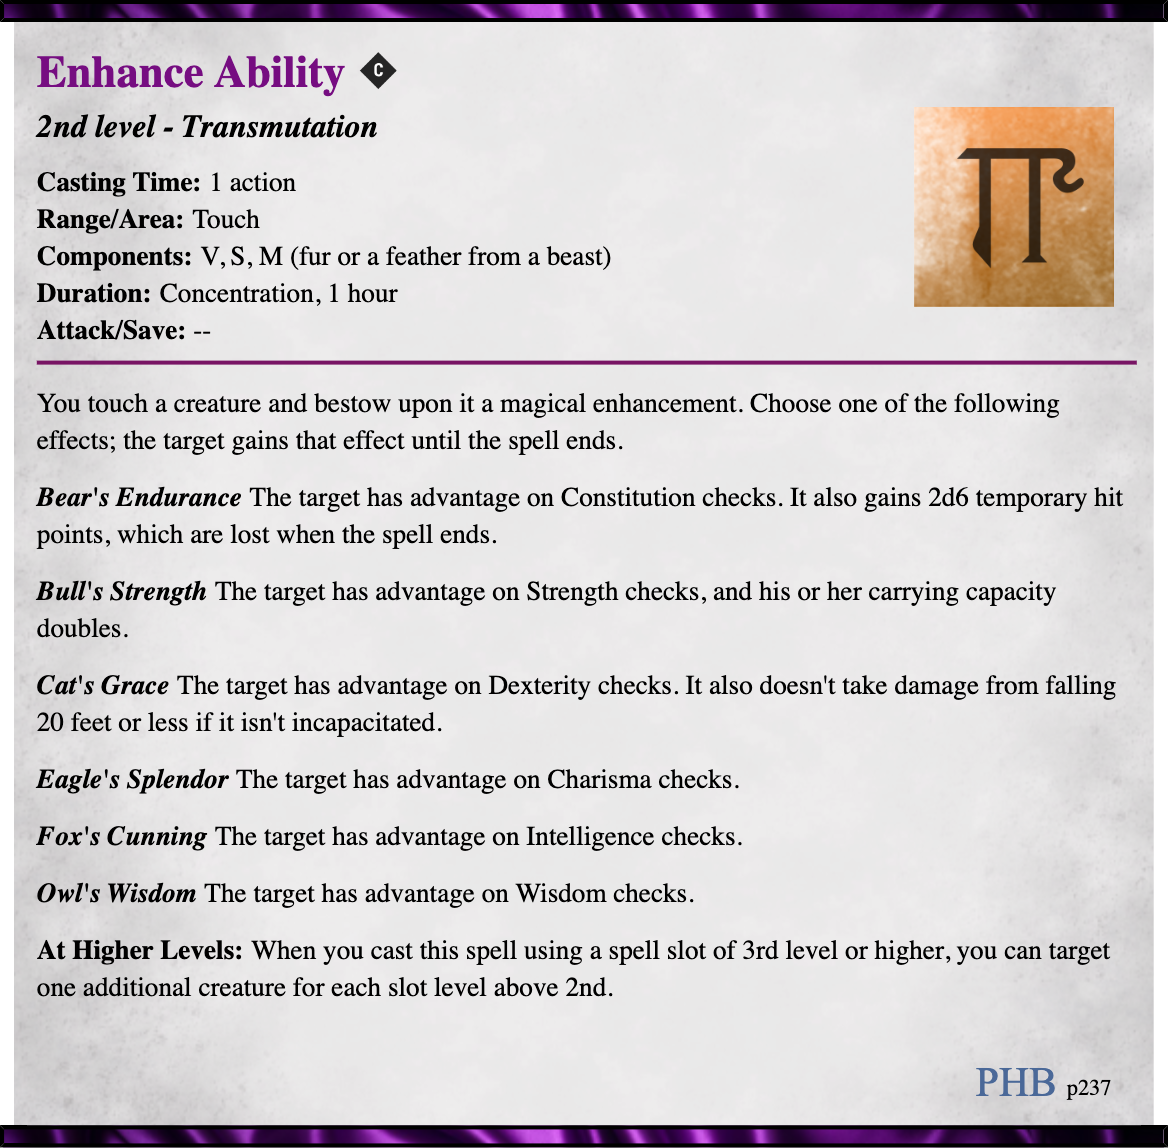 Enhance Ability C
2nd level - Transmutation
Casting Time: 1 action
Range/Area: Touch
Components: V, S, M (fur or a feather from a beast)
Duration: Concentration, 1 hour
Attack/Save: --
You touch a creature and bestow upon it a magical enhancement. Choose one of the following
effects; the target gains that effect until the spell ends.
Bear's Endurance The target has advantage on Constitution checks. It also gains 2d6 temporary hit
points, which are lost when the spell ends.
Bull's Strength The target has advantage on Strength checks, and his or her carrying capacity
doubles.
Cat's Grace The target has advantage on Dexterity checks. It also doesn't take damage from falling
20 feet or less if it isn't incapacitated.
Eagle's Splendor The target has advantage on Charisma checks.
Fox's Cunning The target has advantage on Intelligence checks.
Owl's Wisdom The target has advantage on Wisdom checks.
At Higher Levels: When you cast this spell using a spell slot of 3rd level or higher, you can target
one additional creature for each slot level above 2nd.
PHB p237